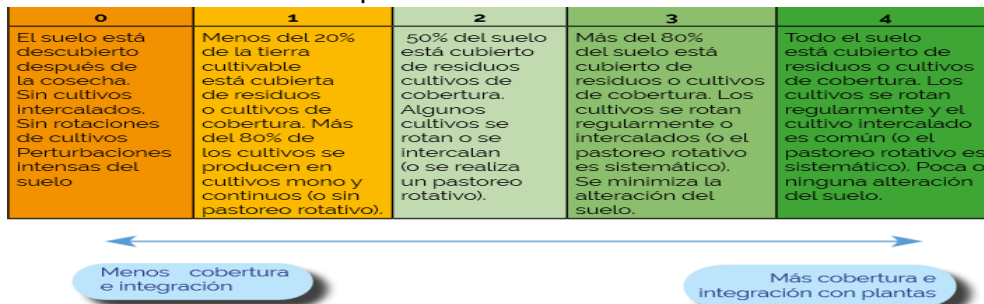 0
El suelo está
descubierto
después de
la cosecha.
Sin cultivos
intercalados.
Sin rotaciones
de cultivos
Perturbaciones
intensas del
suelo
1
Menos del 20%
de la tierra
cultivable
está cubierta
de residuos
o cultivos de
cobertura. Más
del 80% de
los cultivos se
producen en
cultivos mono y
continuos (o sin
pastoreo rotativo).
2
50% del suelo
está cubierto
de residuos
cultivos de
cobertura.
Algunos
cultivos se
rotan o se
intercalan
(o se realiza
un pastoreo
rotativo).
3
Más del 80%
del suelo está
cubierto de
residuos o cultivos
de cobertura. Los
cultivos se rotan
regularmente o
intercalados (o el
pastoreo rotativo
es sistemático).
Se minimiza la
alteración del
suelo.
4
Todo el suelo
está cubierto de
residuos o cultivos
de cobertura. Los
cultivos se rotan
regularmente y el
cultivo intercalado
es común (o el
pastoreo rotativo es
sistemático). Poca o
ninguna alteración
del suelo.
Menos cobertura
e integración
Más cobertura e
integración con plantas